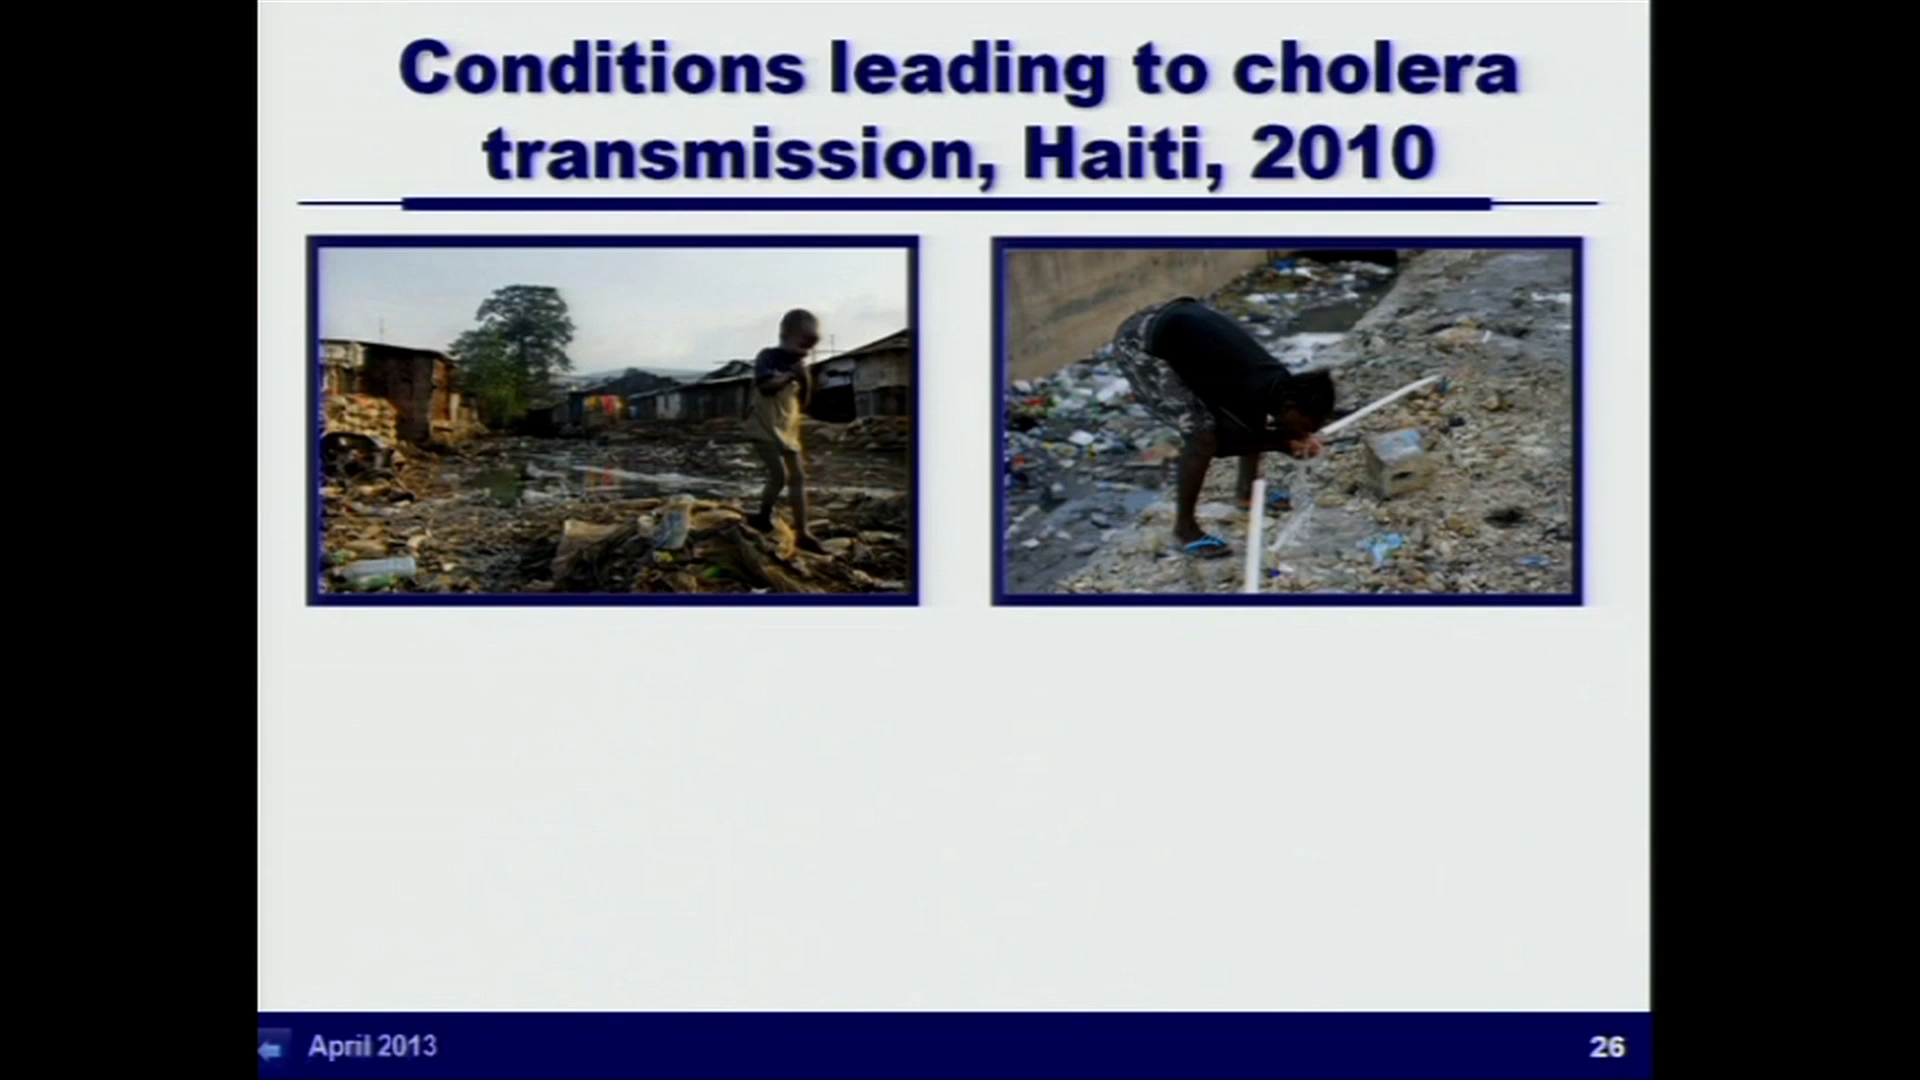 Conditions leading to cholera
transmission, Haiti, 2010
April 2013
26